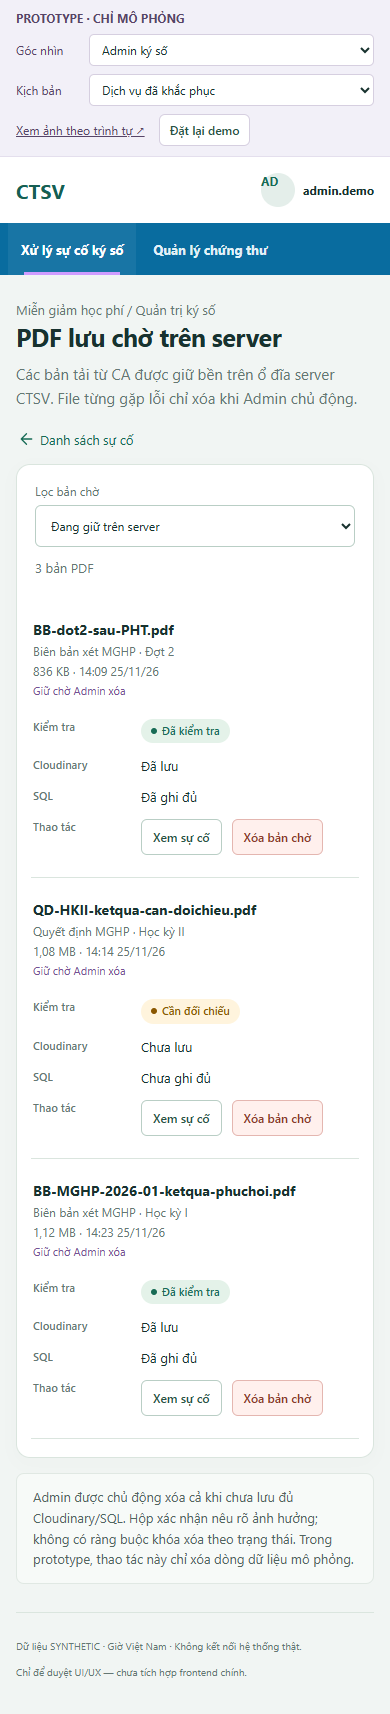 PROTOTYPE · CHỈ MÔ PHỎNG
Góc nhìn
Admin ký số
Kịch bản
Dịch vụ đã khắc phục
Xem ảnh theo trình tự ↗
Đặt lại demo
CTSV
AD
admin.demo
Xử lý sự cố ký số
Quản lý chứng thư
Miễn giảm học phí / Quản trị ký số
PDF lưu chờ trên server
Các bản tải từ CA được giữ bền trên ổ đĩa server
CTSV. File từng gặp lỗi chỉ xóa khi Admin chủ động.
← Danh sách sự cố
Lọc bản chờ
Đang giữ trên server
3 bản PDF
BB-dot2-sau-PHT.pdf
Biên bản xét MGHP · Đợt 2
836 KB · 14:09 25/11/26
Giữ chờ Admin xóa
Kiểm tra
Đã kiểm tra
Cloudinary
Đã lưu
SQL
Đã ghi đủ
Thao tác
Xem sự cố
Xóa bản chờ
QD-HKII-ketqua-can-doichieu.pdf
Quyết định MGHP · Học kỳ II
1,08 MB · 14:14 25/11/26
Giữ chờ Admin xóa
Kiểm tra
Cần đối chiếu
Cloudinary
Chưa lưu
SQL
Chưa ghi đủ
Thao tác
Xem sự cố
Xóa bản chờ
BB-MGHP-2026-01-ketqua-phuchoi.pdf
Biên bản xét MGHP · Học kỳ I
1,12 MB · 14:23 25/11/26
Giữ chờ Admin xóa
Kiểm tra
Đã kiểm tra
Cloudinary
Đã lưu
SQL
Đã ghi đủ
Thao tác
Xem sự cố
Xóa bản chờ
Admin được chủ động xóa cả khi chưa lưu đủ
Cloudinary/SQL. Hộp xác nhận nêu rõ ảnh hưởng;
không có ràng buộc khóa xóa theo trạng thái. Trong
prototype, thao tác này chỉ xóa dòng dữ liệu mô phỏng.
Dữ liệu SYNTHETIC · Giờ Việt Nam · Không kết nối hệ thống thật.
Chỉ để duyệt UI/UX — chưa tích hợp frontend chính.